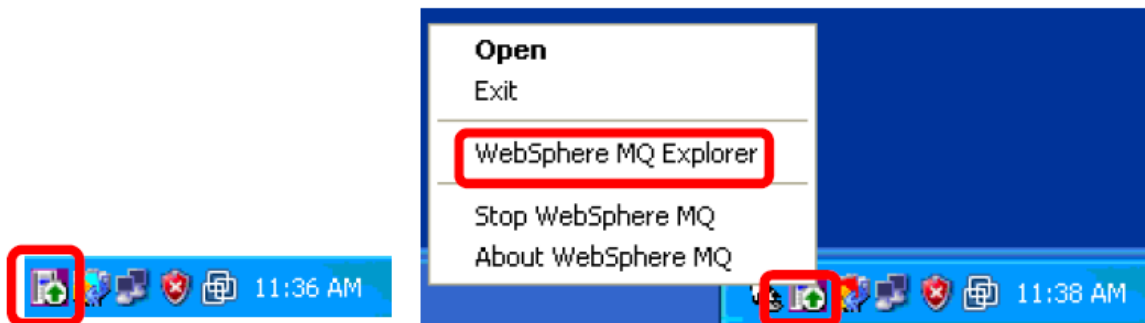 11:36 AM
Open
Exit
WebSphere MQ Explorer
Stop WebSphere MQ
About WebSphere MQ
11:38 AM